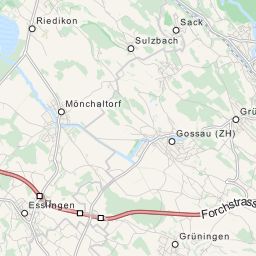 Riedikon
Sack
Sulzbach
Mönchaltorf
Grü
Gossau (ZH)
Esslingen
Forchstrass
Grüningen